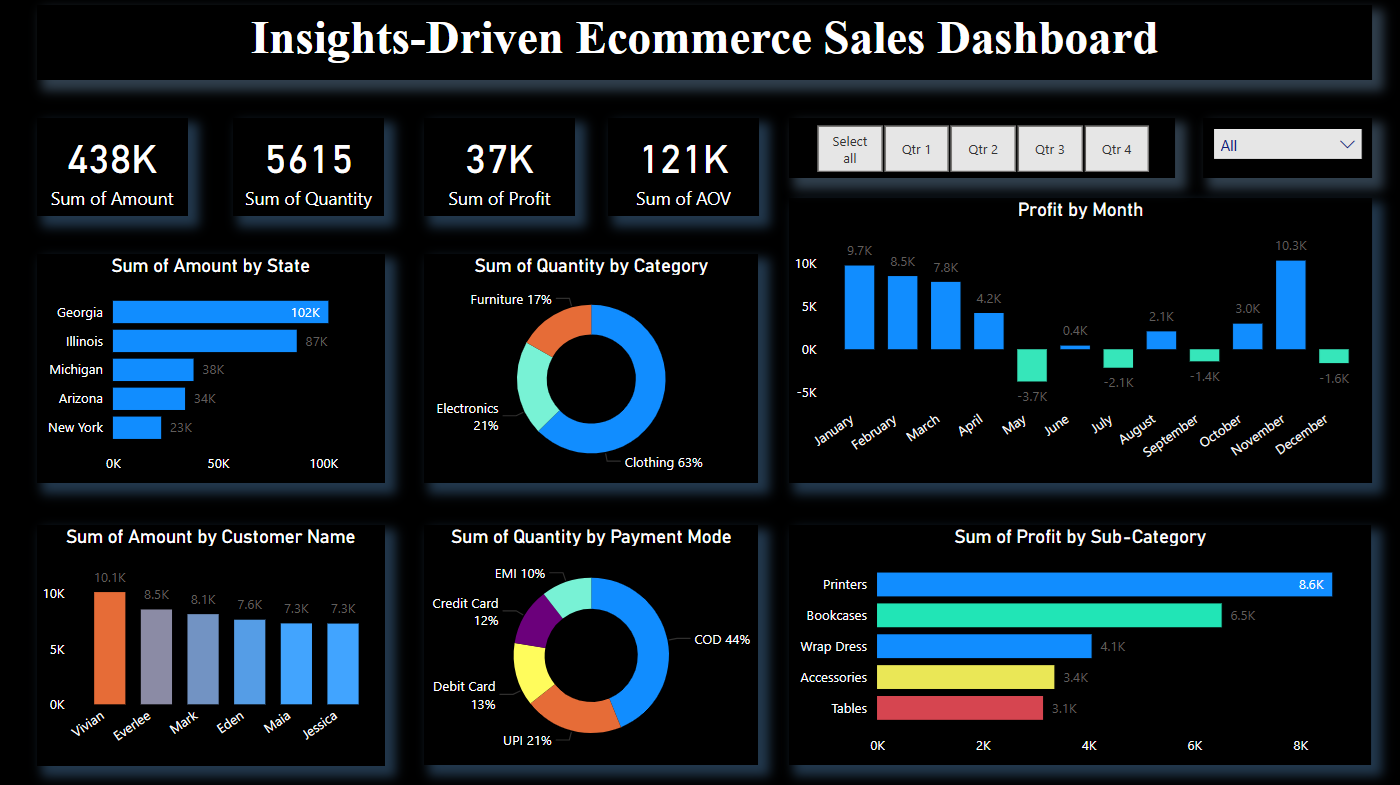 Insights-Driven Ecommerce Sales Dashboard
438K
Sum of Amount
5615
Sum of Quantity
37K
Sum of Profit
121K
Sum of AOV
Select
all
Qtr 1
Qtr 2
Qtr 3
Qtr 4
All
Sum of Amount by State
Georgia
102K
Illinois
87K
Michigan
38K
Arizona
34K
New York
23K
0K
50K
100K
Sum of Quantity by Category
Furniture 17%
Electronics
21%
Clothing 63%
Profit by Month
10K
5K
0K
-5K
9.7K
8.5K
7.8K
4.2K
-3.7K
0.4K
-2.1K
2.1K
-1.4K
3.0K
10.3K
-1.6K
January
February
March
April
May
June
July
August
September
October
November
December
Sum of Amount by Customer Name
10K
5K
0K
10.1K
8.5K
8.1K
7.6K
7.3K
7.3K
Vivian
Everlee
Mark
Eden
Maia
Jessica
Sum of Quantity by Payment Mode
EMI 10%
Credit Card
12%
Debit Card
13%
UPI 21%
COD 44%
Sum of Profit by Sub-Category
Printers
8.6K
Bookcases
6.5K
Wrap Dress
4.1K
Accessories
3.4K
Tables
3.1K
0K
2K
4K
6K
8K